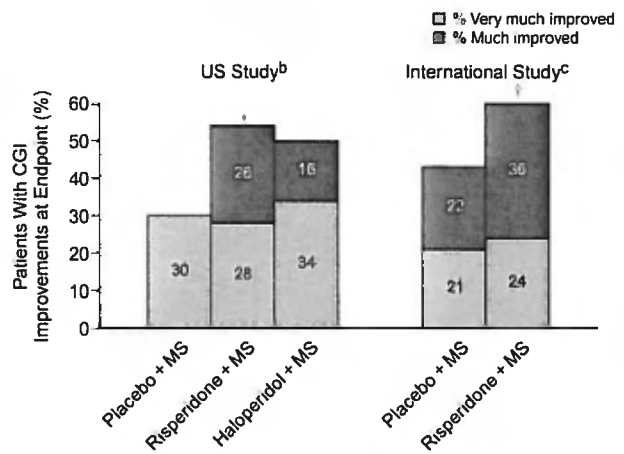 % Very much improved
% Much improved
US Studyᵇ
International Studyᶜ
Patients With CGI
Improvements at Endpoint (%)
60
50
40
30
20
10
0
30
26
28
16
34
22
21
36
24
Placebo + MS
Risperidone + MS
Haloperidol + MS
Placebo + MS
Risperidone + MS